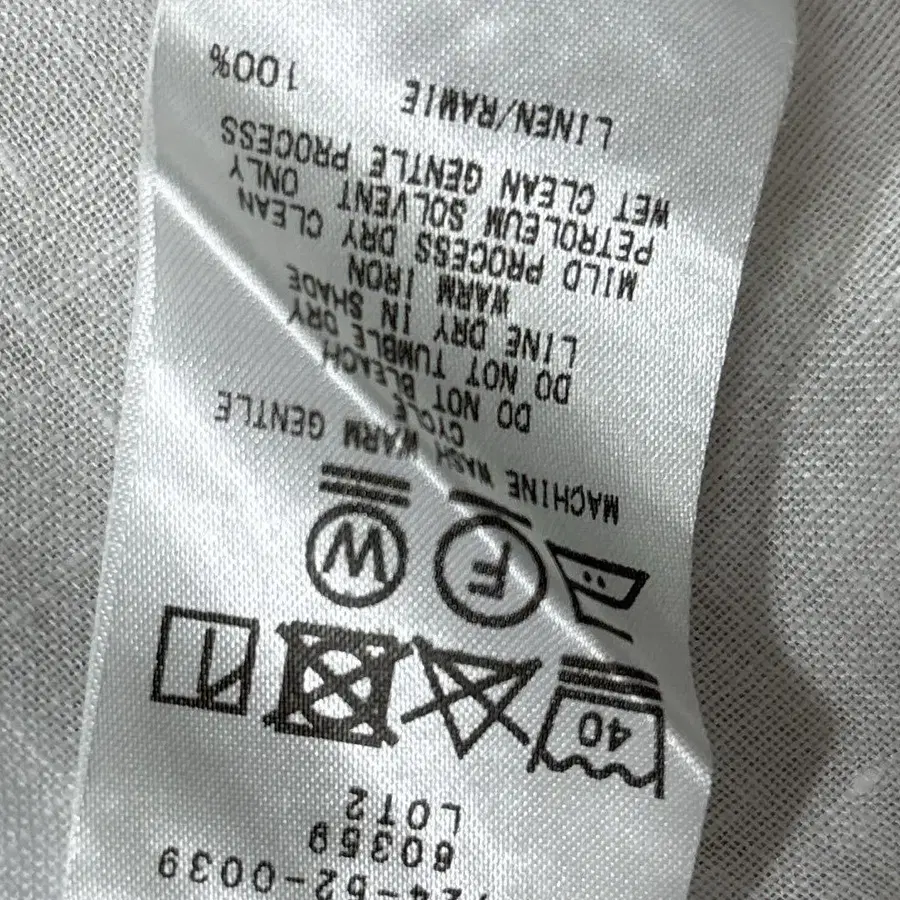 60359
LOT2
40
F W
MACHINE WASH WARM GENTLE
CYCLE
DO NOT BLEACH
DO NOT TUMBLE DRY
LINE DRY IN SHADE
WARM IRON
MILD PROCESS DRY CLEAN
PETROLEUM SOLVENT ONLY
WET CLEAN GENTLE PROCESS
LINEN/RAMIE 100%